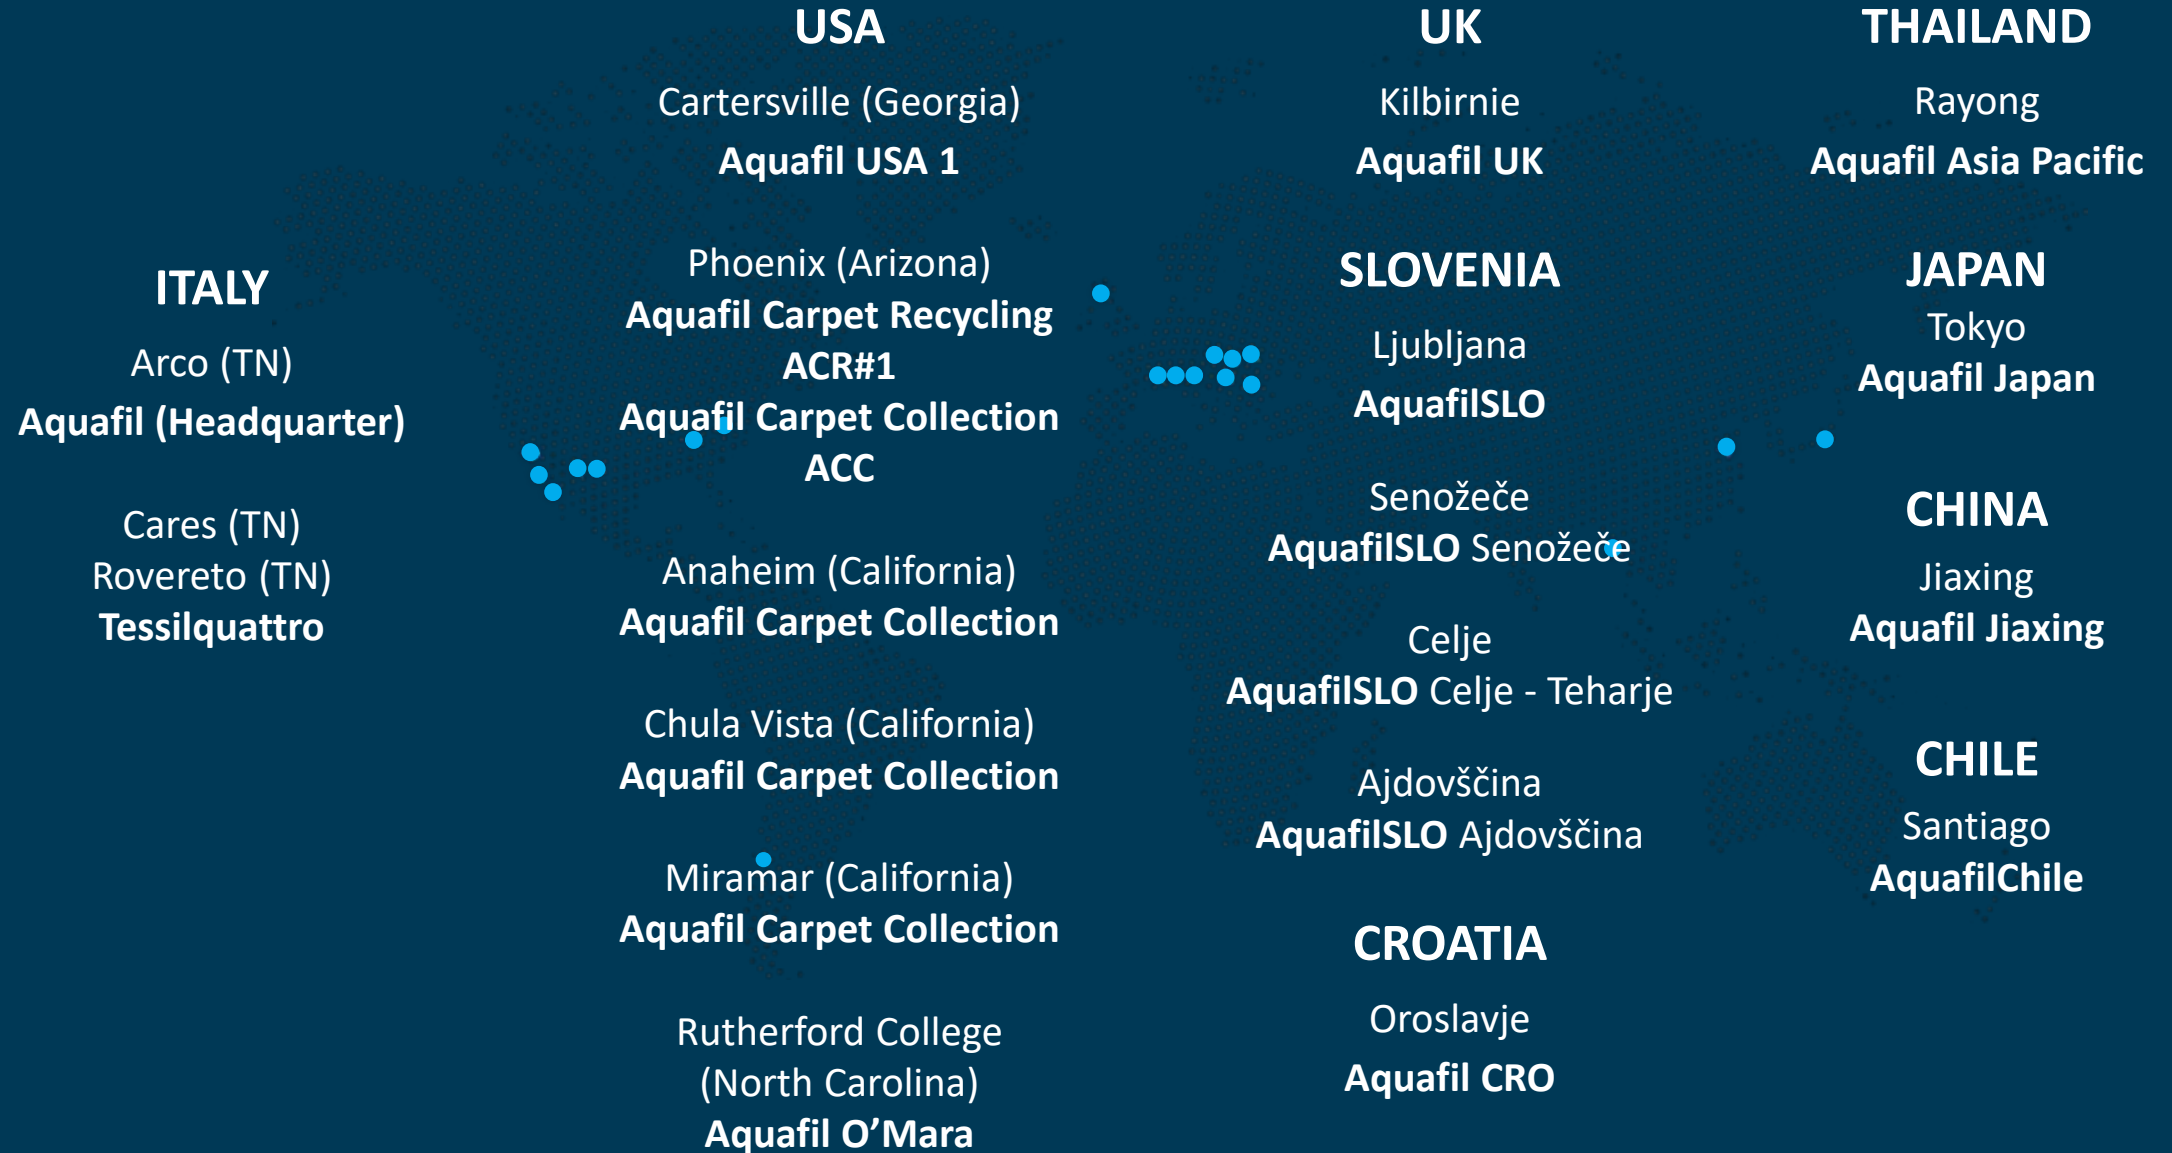 ITALY
Arco (TN)
Aquafil (Headquarter)
Cares (TN)
Rovereto (TN)
Tessilquattro
USA
Cartersville (Georgia)
Aquafil USA 1
Phoenix (Arizona)
Aquafil Carpet Recycling
ACR#1
Aquafil Carpet Collection
ACC
Anaheim (California)
Aquafil Carpet Collection
Chula Vista (California)
Aquafil Carpet Collection
Miramar (California)
Aquafil Carpet Collection
Rutherford College
(North Carolina)
Aquafil O’Mara
UK
Kilbirnie
Aquafil UK
SLOVENIA
Ljubljana
AquafilSLO
Senožeče
AquafilSLO Senožeče
Celje
AquafilSLO Celje - Teharje
Ajdovščina
AquafilSLO Ajdovščina
CROATIA
Oroslavje
Aquafil CRO
THAILAND
Rayong
Aquafil Asia Pacific
JAPAN
Tokyo
Aquafil Japan
CHINA
Jiaxing
Aquafil Jiaxing
CHILE
Santiago
AquafilChile